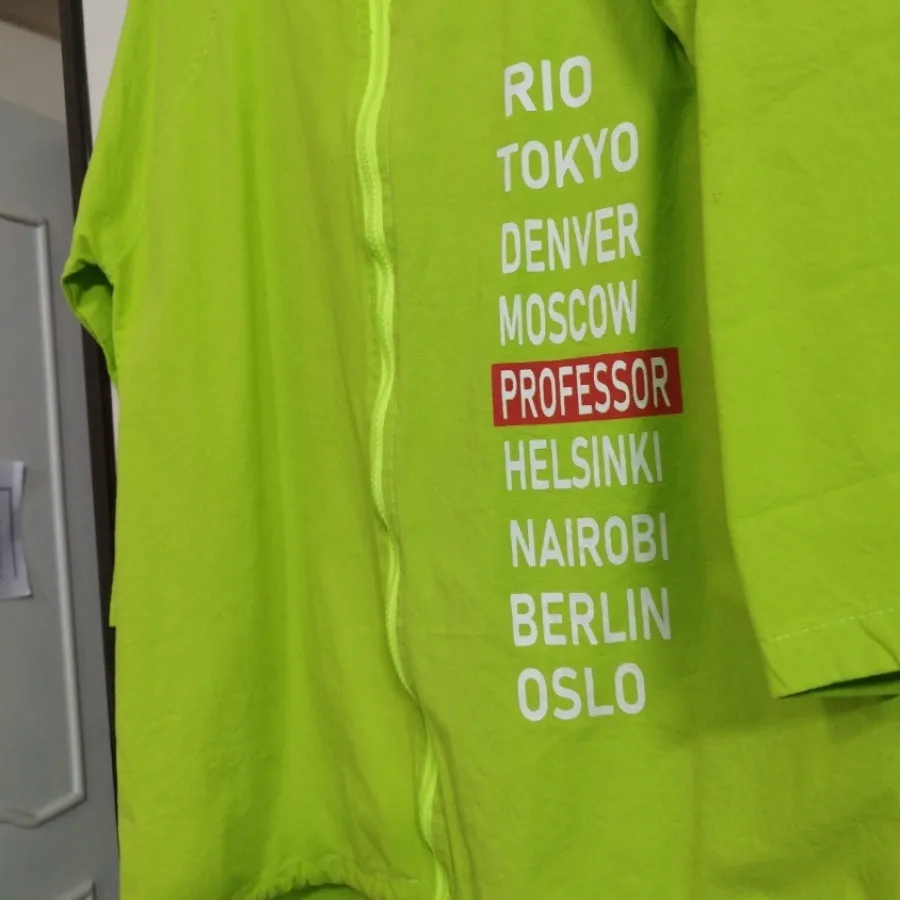 RIO
TOKYO
DENVER
MOSCOW
PROFESSOR
HELSINKI
NAIROBI
BERLIN
OSLO